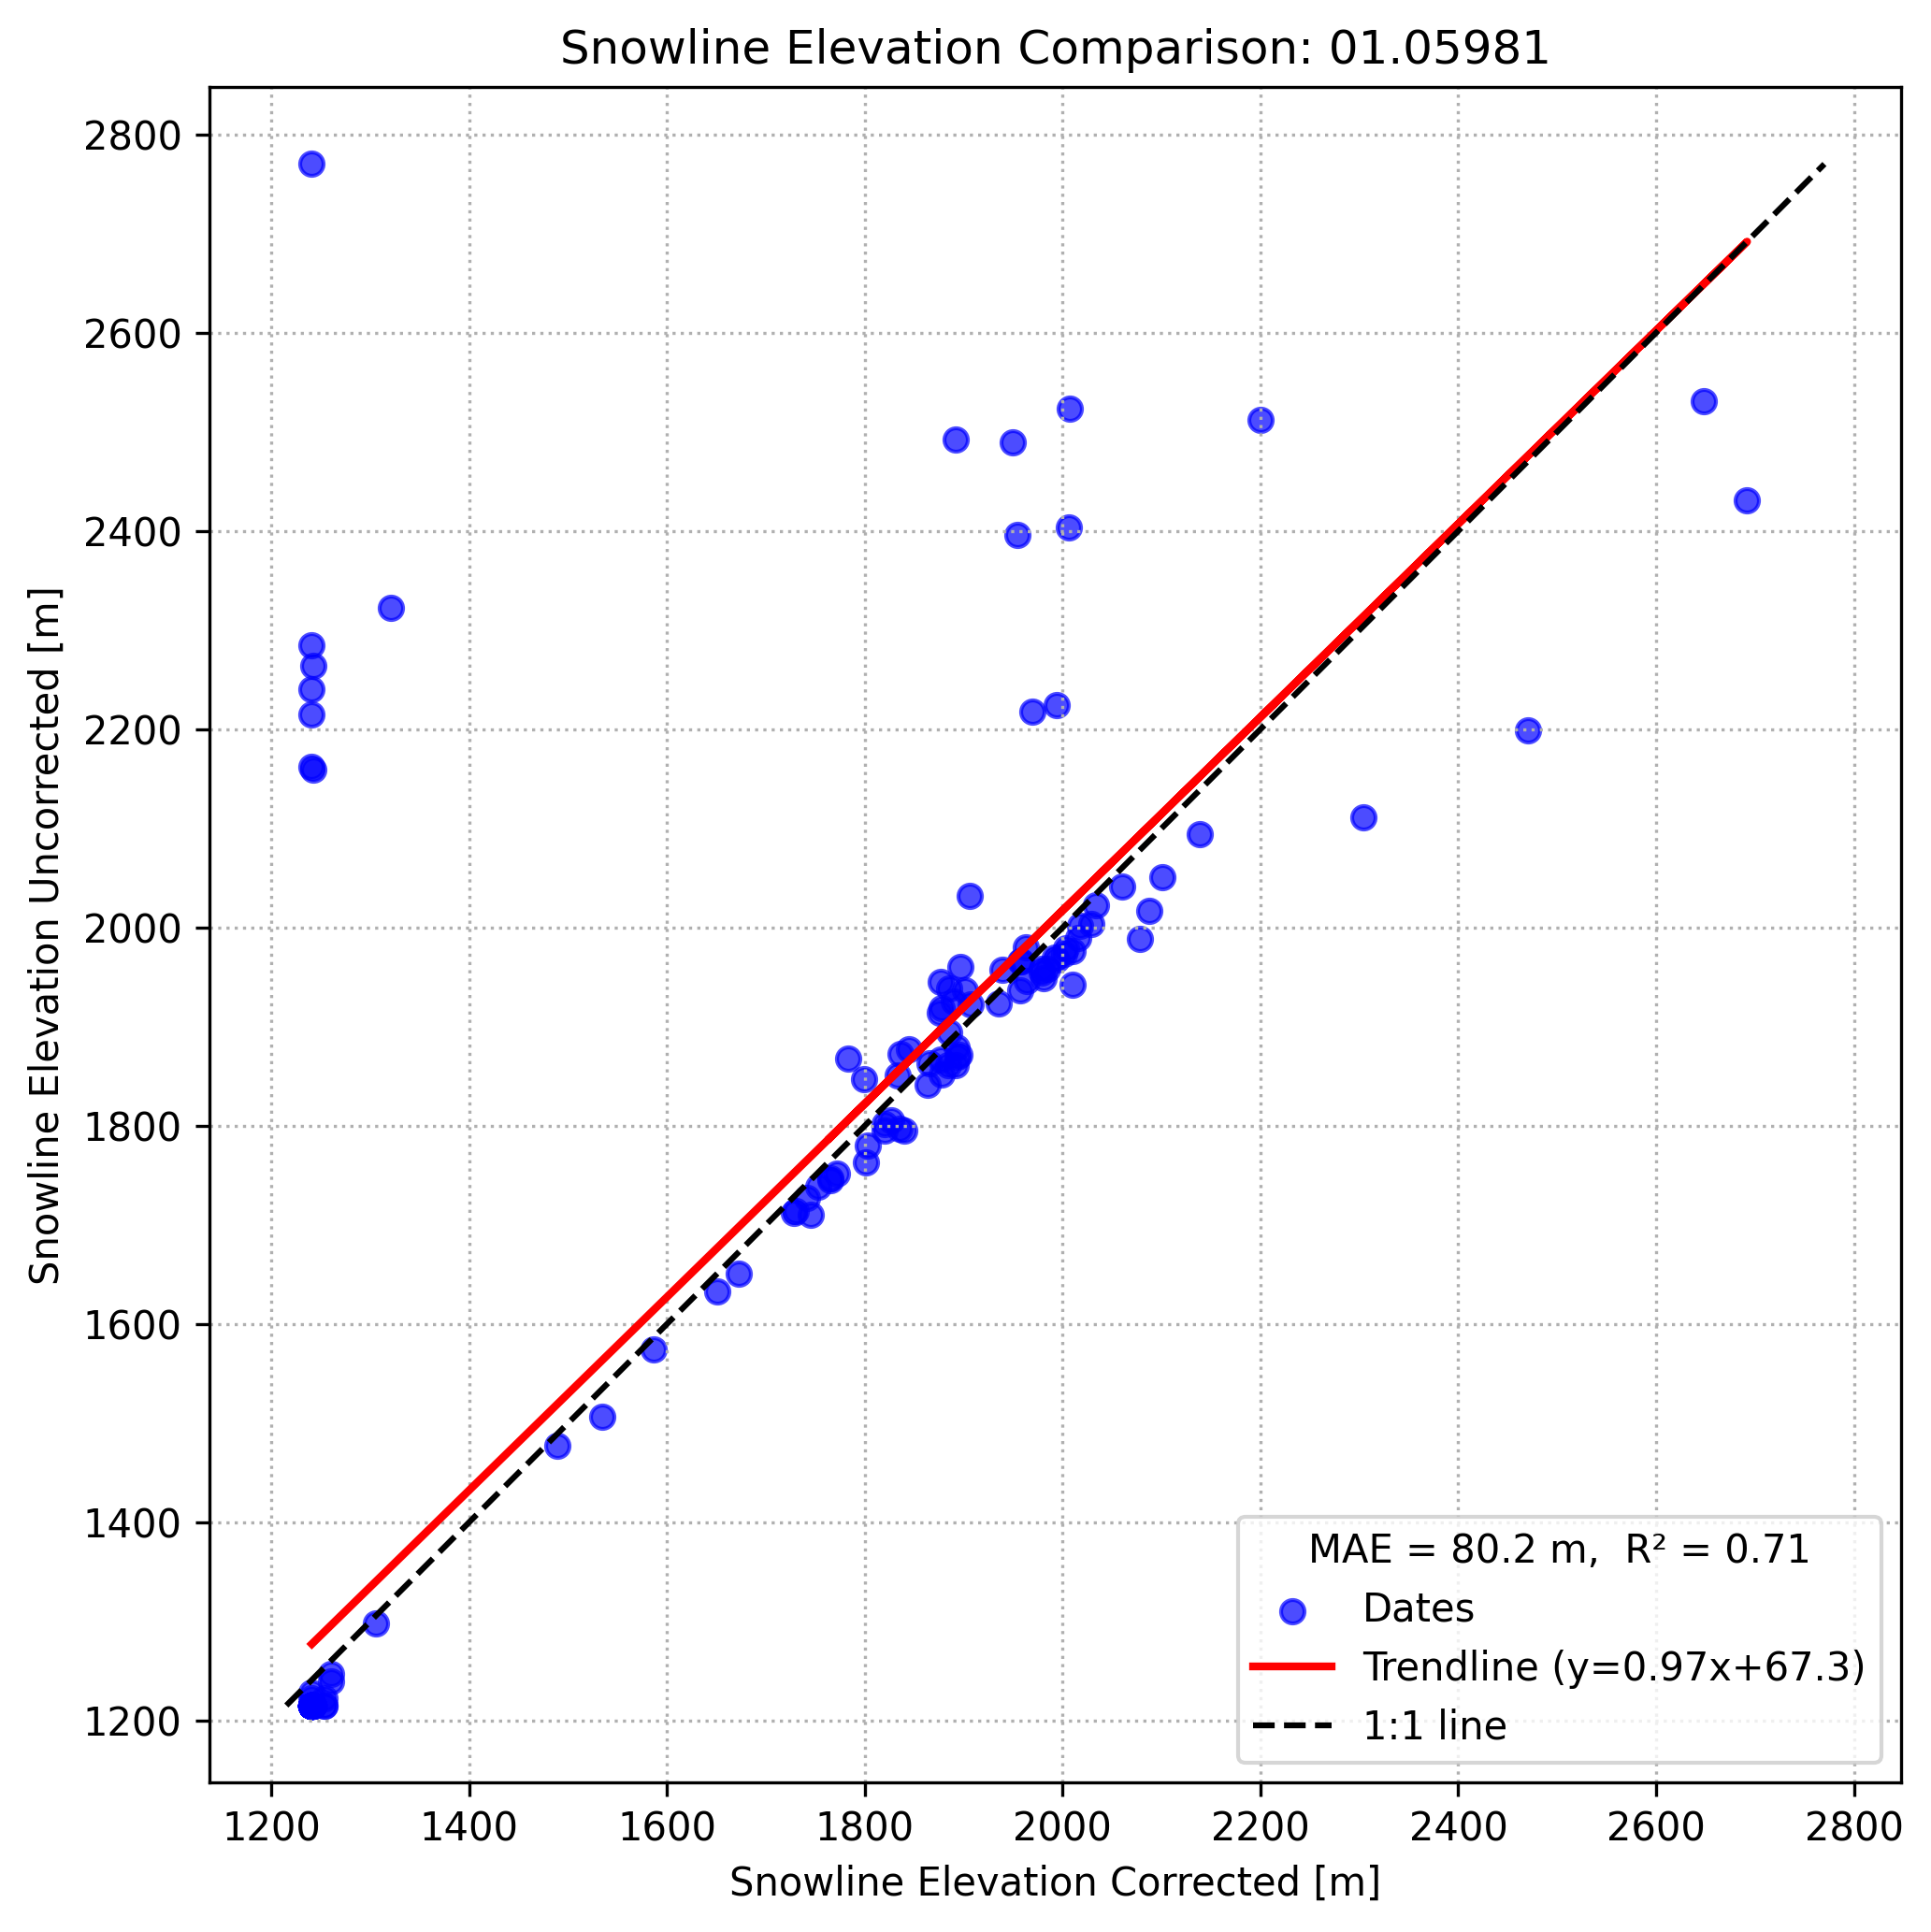 Snowline Elevation Comparison: 01.05981
Snowline Elevation Uncorrected [m]
2800
2600
2400
2200
2000
1800
1600
1400
1200
MAE = 80.2 m, R² = 0.71
Dates
Trendline (y=0.97x+67.3)
1:1 line
1200 1400 1600 1800 2000 2200 2400 2600 2800
Snowline Elevation Corrected [m]